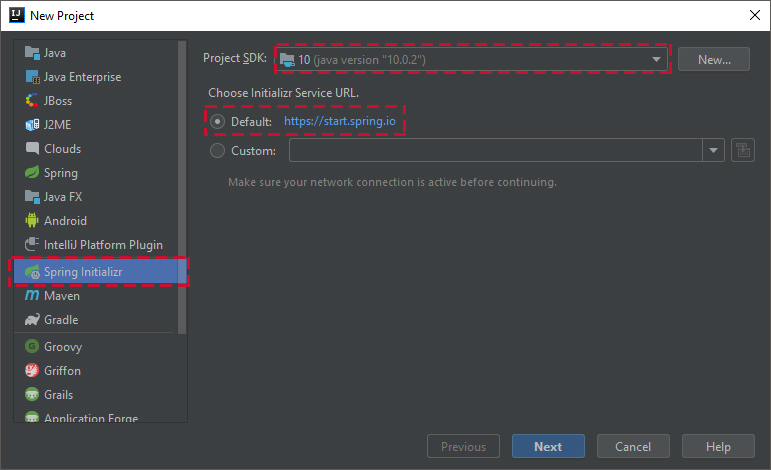 IJ New Project
Java
Java Enterprise
JBoss
J2ME
Clouds
Spring
Java FX
Android
IntelliJ Platform Plugin
Spring Initializr
m Maven
Gradle
G Groovy
Griffon
Grails
Application Forge
Project SDK: 10 (java version "10.0.2") New...
Choose Initializr Service URL.
Default: https://start.spring.io
Custom:
Make sure your network connection is active before continuing.
Previous Next Cancel Help